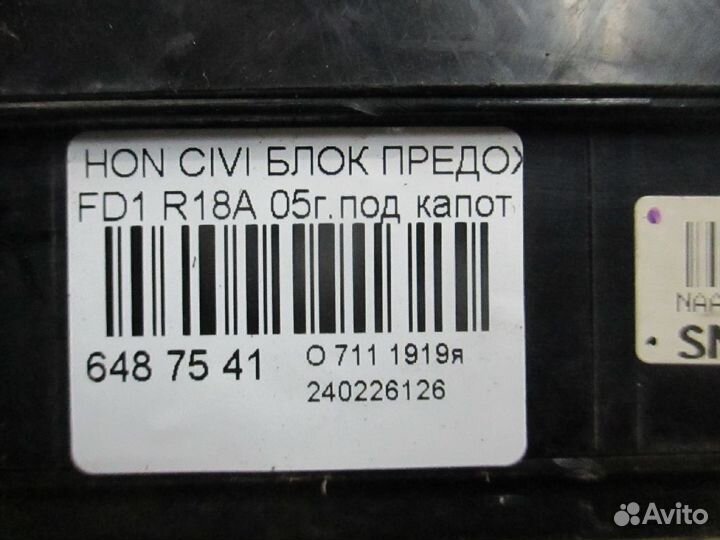 HON CIVI БЛОК ПРЕДОХ
FD1 R18A 05г.под капот
648 75 41
О 711 1919я
240226126
NAA
SN
Avito